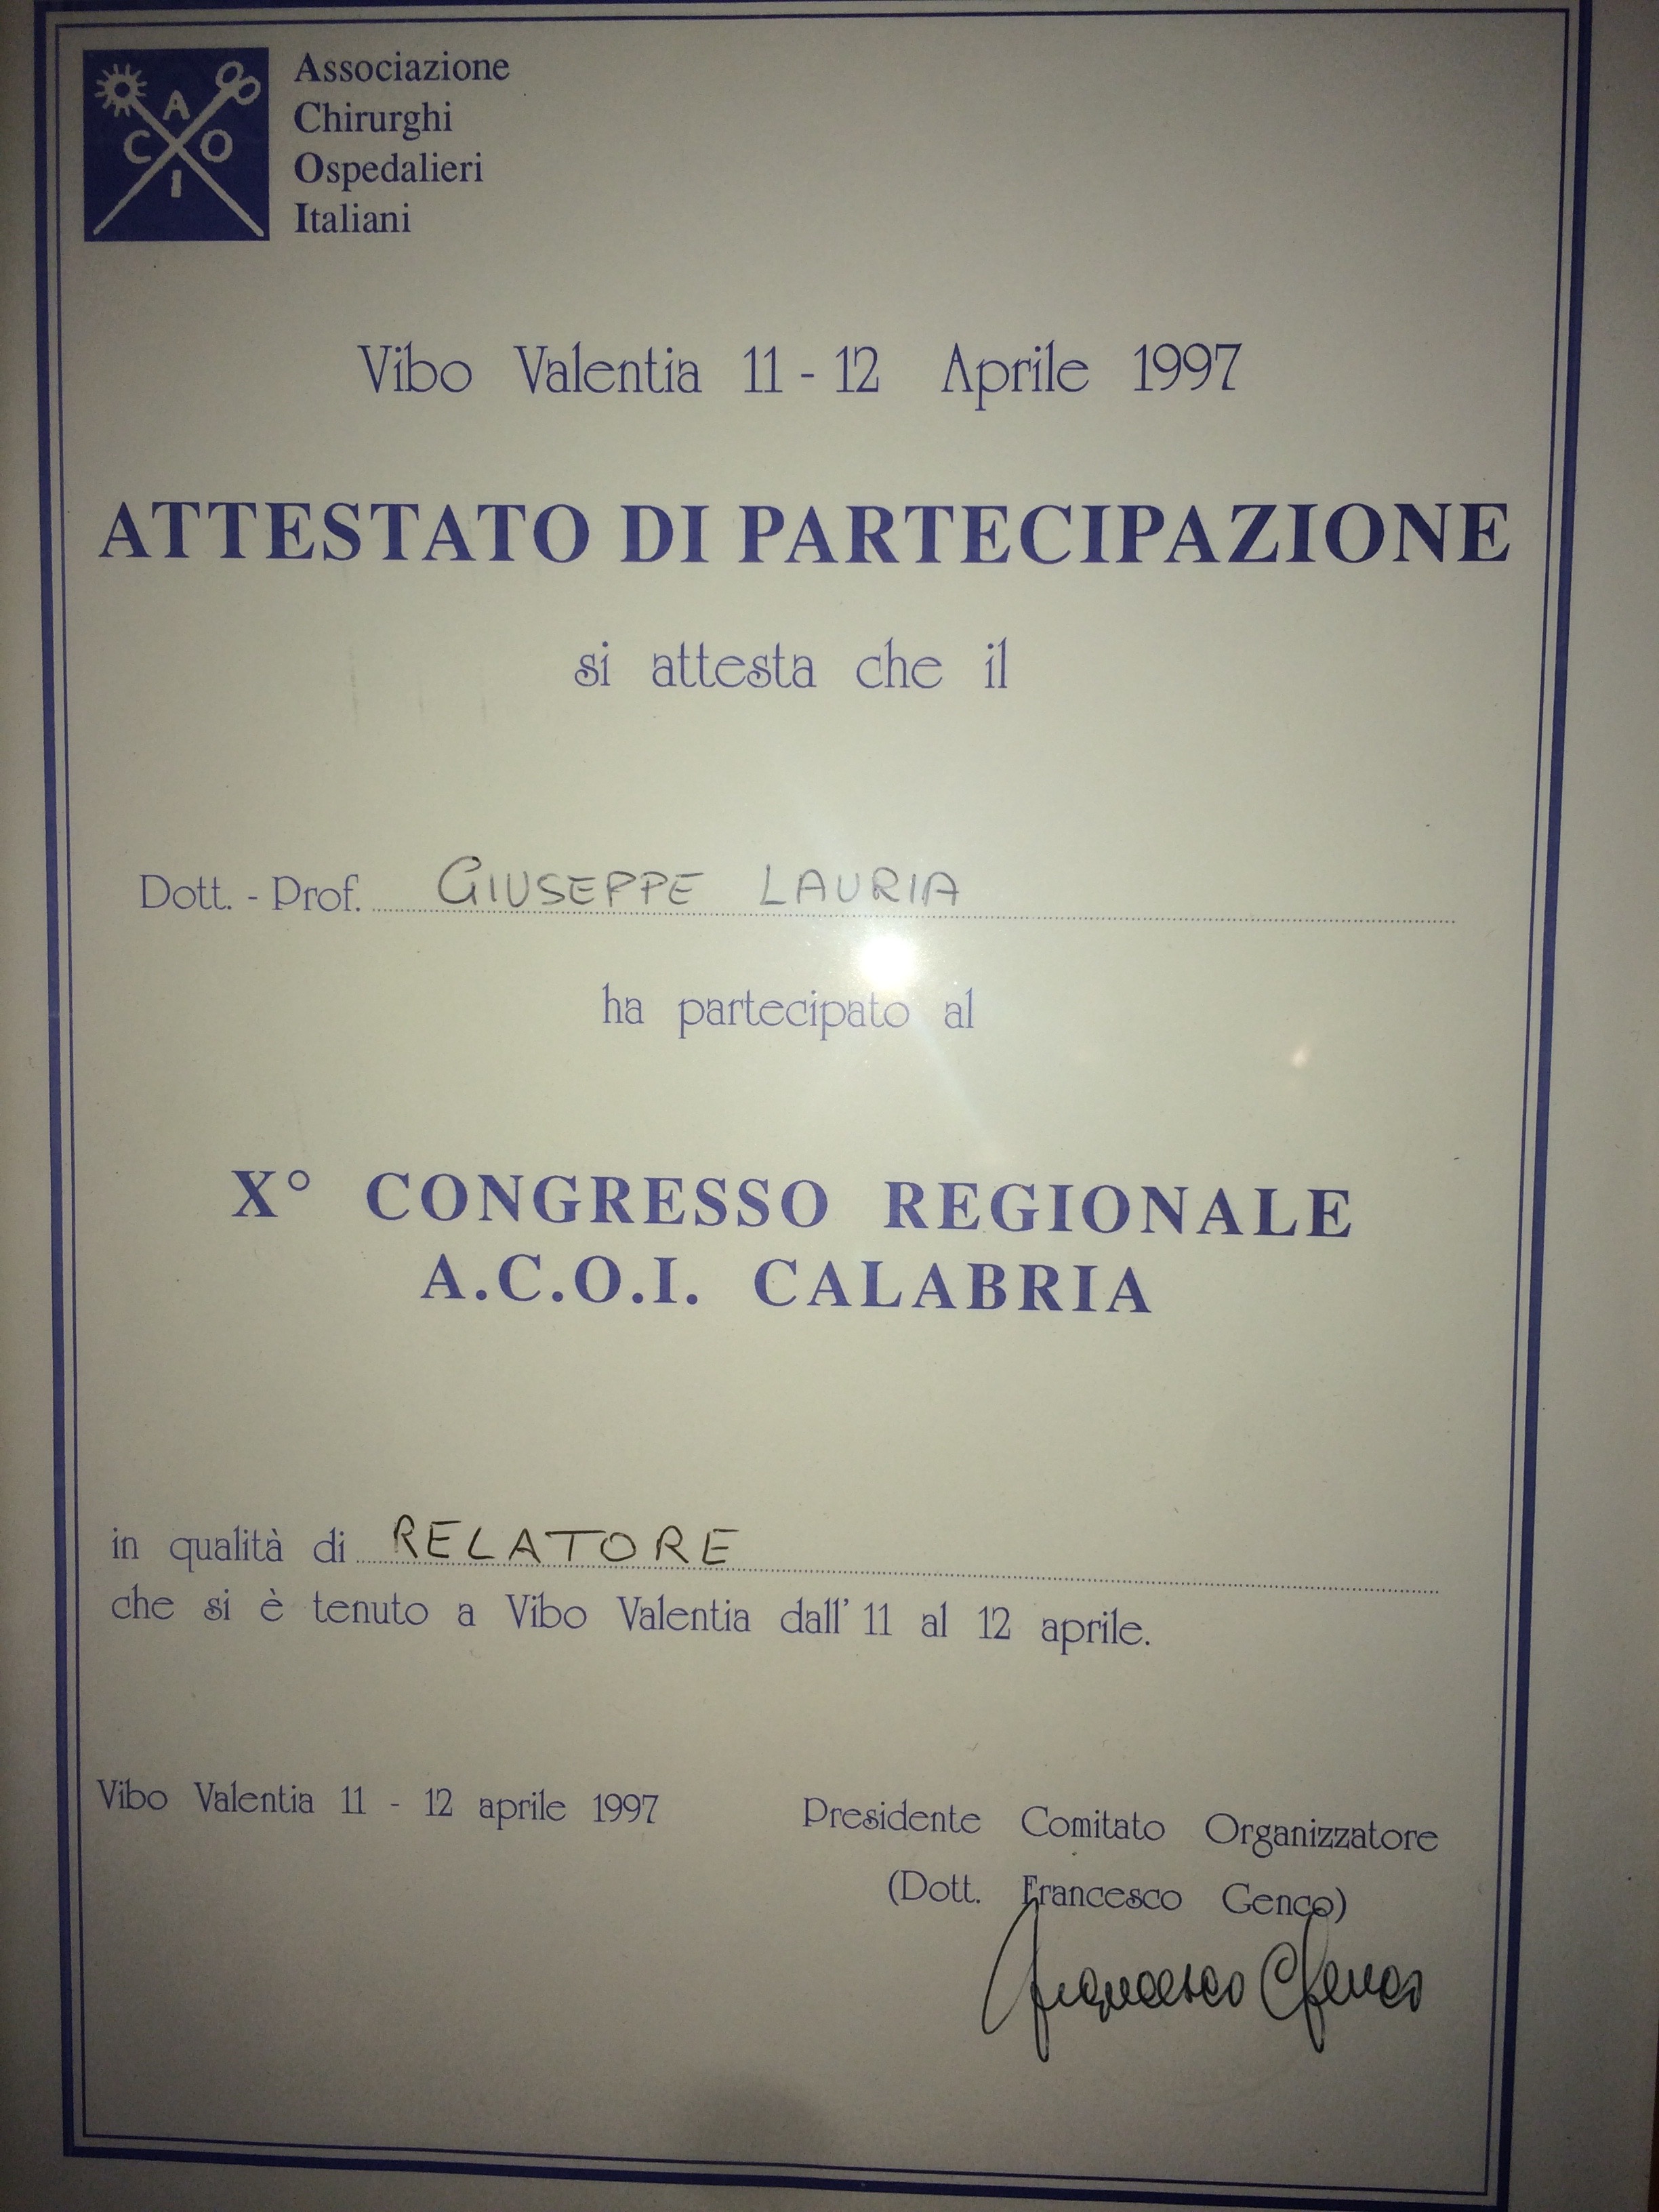 A
C O
I
Associazione
Chirurghi
Ospedalieri
Italiani
Vibo Valentia 11 - 12 Aprile 1997
ATTESTATO DI PARTECIPAZIONE
si attesta che il
Dott. - Prof. GIUSEPPE LAURIA
ha partecipato al
X° CONGRESSO REGIONALE
A.C.O.I. CALABRIA
in qualità di RELATORE
che si è tenuto a Vibo Valentia dall' 11 al 12 aprile.
Vibo Valentia 11 - 12 aprile 1997
Presidente Comitato Organizzatore
(Dott. Francesco Genco)
Francesco Genco